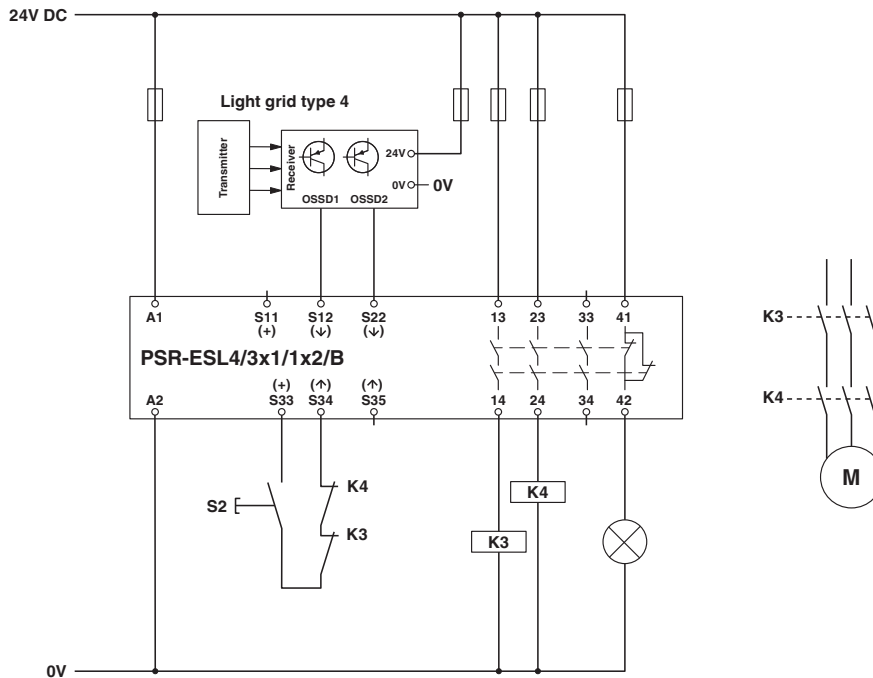 24V DC
Light grid type 4
Transmitter
Receiver
24V
0V 0V
OSSD1 OSSD2
A1 S11 S12 S22 13 23 33 41
(+) (↓) (↓)
PSR-ESL4/3x1/1x2/B
(+) (↑) (↑)
A2 S33 S34 S35 14 24 34 42
K3
K4
M
S2
K4
K3
K4
K3
0V